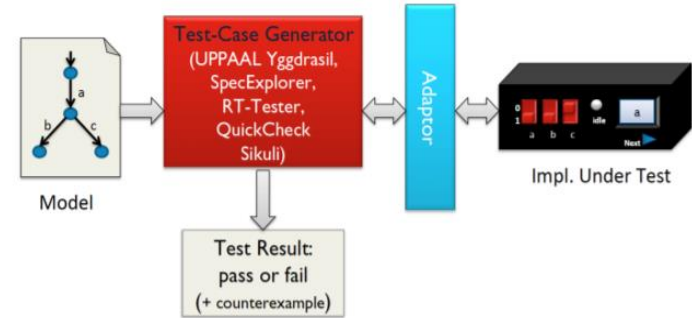 a
b
c
Model
Test-Case Generator
(UPPAAL Yggdrasil,
SpecExplorer,
RT-Tester,
QuickCheck
Sikuli)
Test Result:
pass or fail
(+ counterexample)
Adaptor
0
1
a b c
idle
a
Next
Impl. Under Test